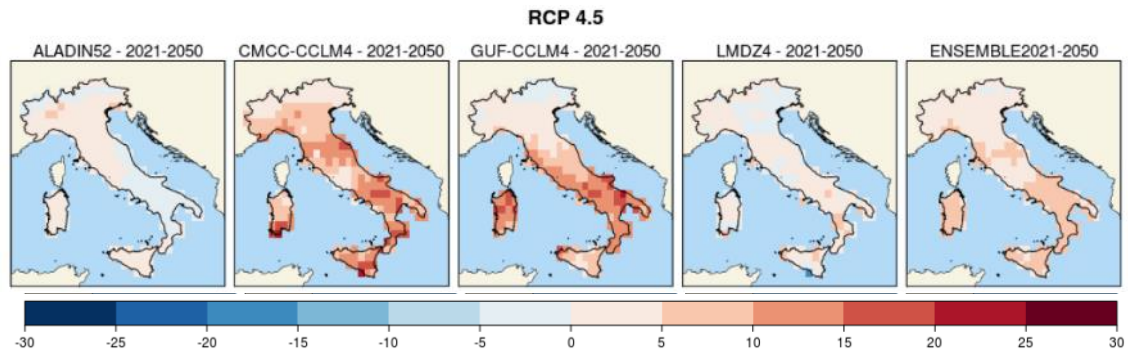 RCP 4.5
ALADIN52 - 2021-2050 CMCC-CCLM4 - 2021-2050 GUF-CCLM4 - 2021-2050 LMDZ4 - 2021-2050 ENSEMBLE2021-2050
-30 -25 -20 -15 -10 -5 0 5 10 15 20 25 30